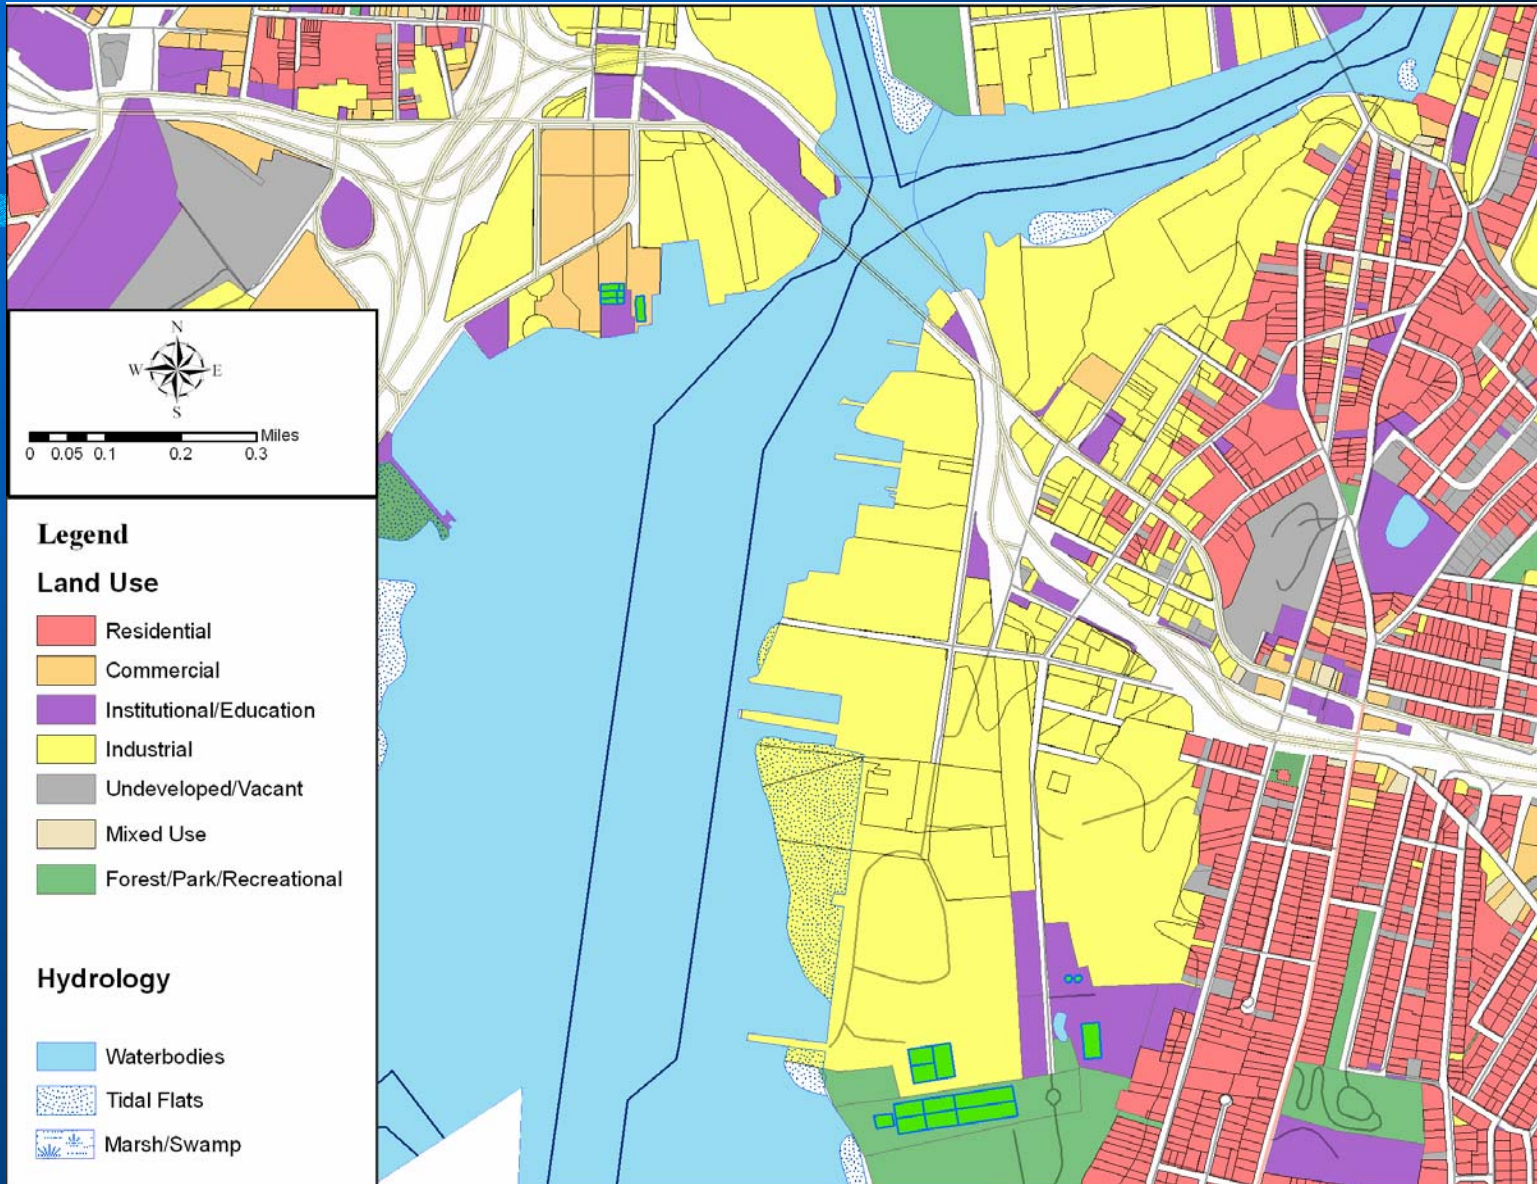 N
W E
S
Miles
0 0.05 0.1 0.2 0.3
Legend
Land Use
Residential
Commercial
Institutional/Education
Industrial
Undeveloped/Vacant
Mixed Use
Forest/Park/Recreational
Hydrology
Waterbodies
Tidal Flats
Marsh/Swamp